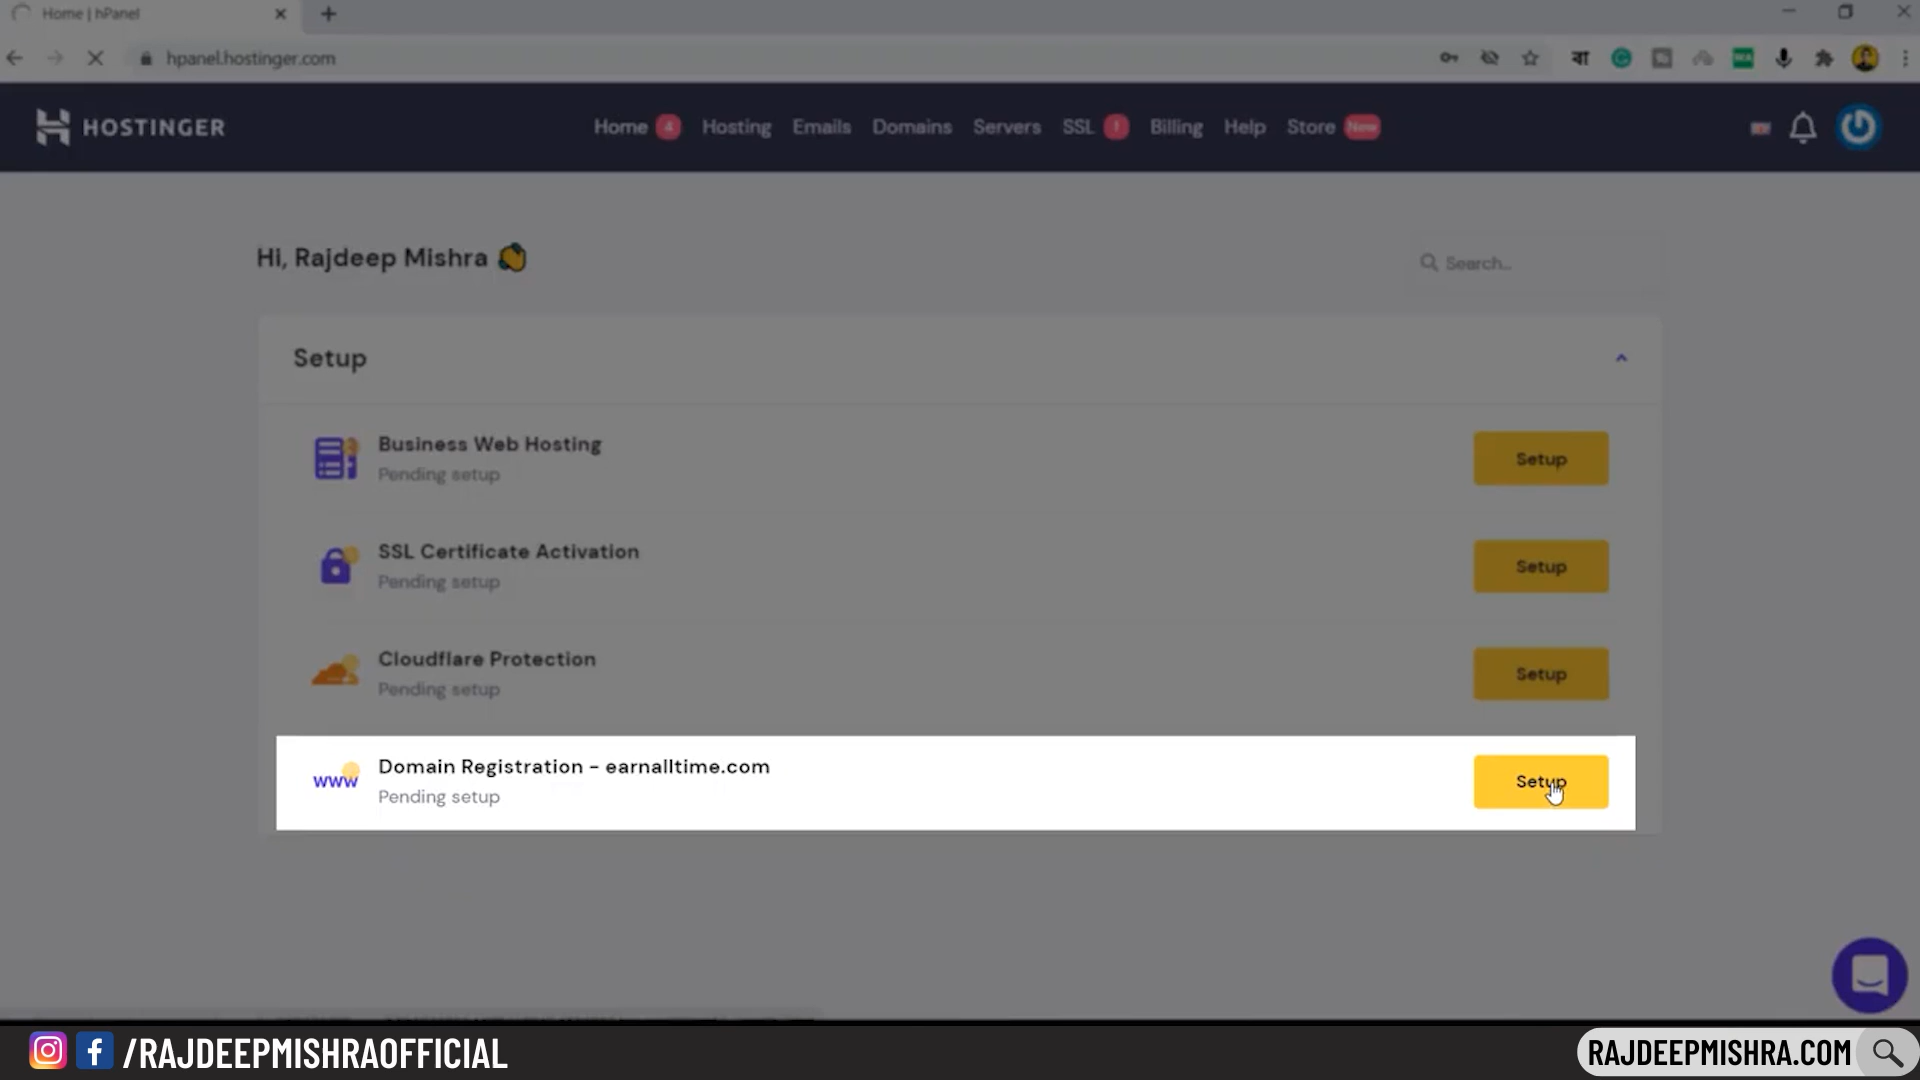 Home | hPanel
hpanel.hostinger.com
বা
HOSTINGER
Home 4 Hosting Emails Domains Servers SSL ! Billing Help Store New
Hi, Rajdeep Mishra
Search...
Setup
Business Web Hosting
Pending setup
Setup
SSL Certificate Activation
Pending setup
Setup
Cloudflare Protection
Pending setup
Setup
www
Domain Registration - earnalltime.com
Pending setup
Setup
/RAJDEEPMISHRAOFFICIAL
RAJDEEPMISHRA.COM